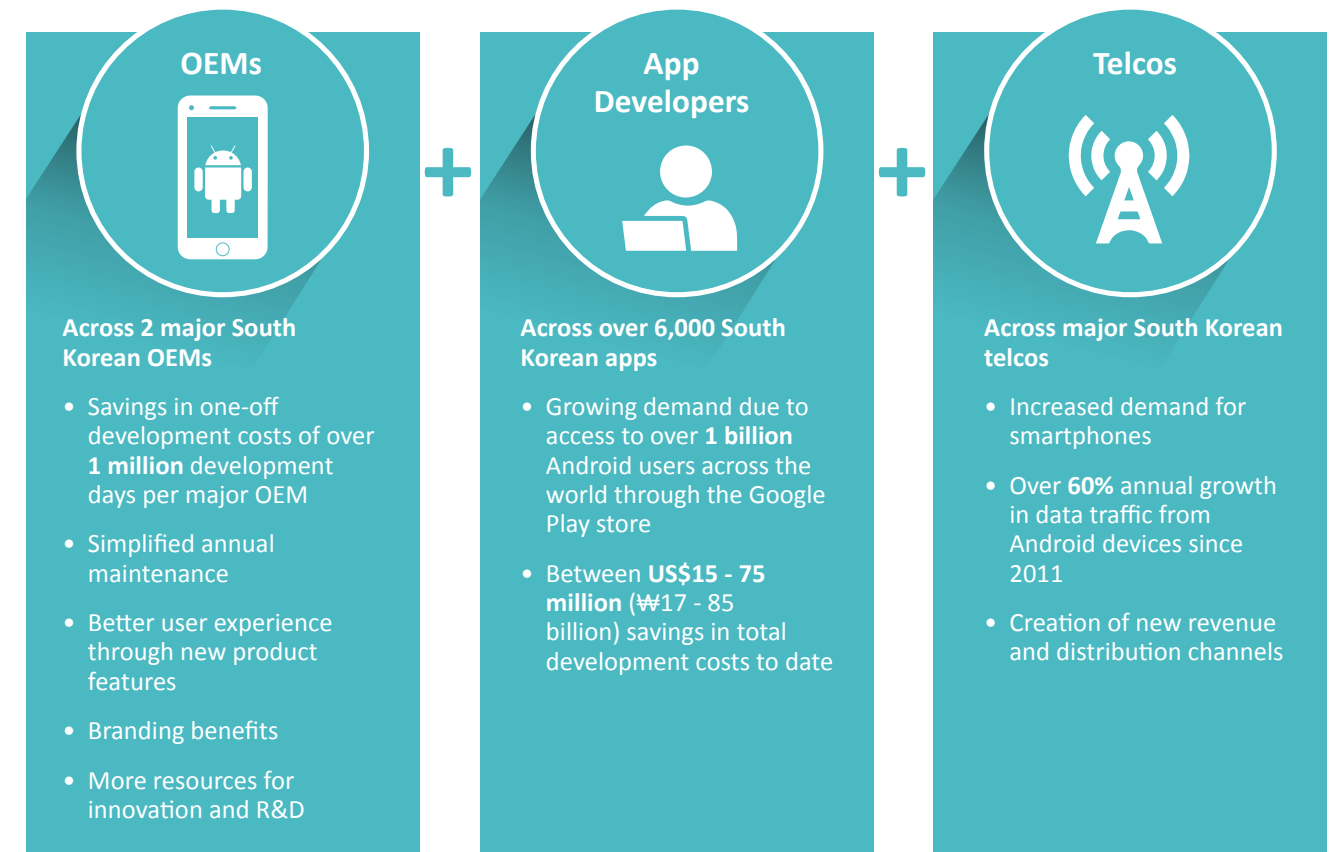 OEMs
Across 2 major South
Korean OEMs
• Savings in one-off
development costs of over
1 million development
days per major OEM
• Simplified annual
maintenance
• Better user experience
through new product
features
• Branding benefits
• More resources for
innovation and R&D
+
App
Developers
Across over 6,000 South
Korean apps
• Growing demand due to
access to over 1 billion
Android users across the
world through the Google
Play store
• Between US$15 - 75
million (₩17 - 85
billion) savings in total
development costs to date
+
Telcos
Across major South Korean
telcos
• Increased demand for
smartphones
• Over 60% annual growth
in data traffic from
Android devices since
2011
• Creation of new revenue
and distribution channels